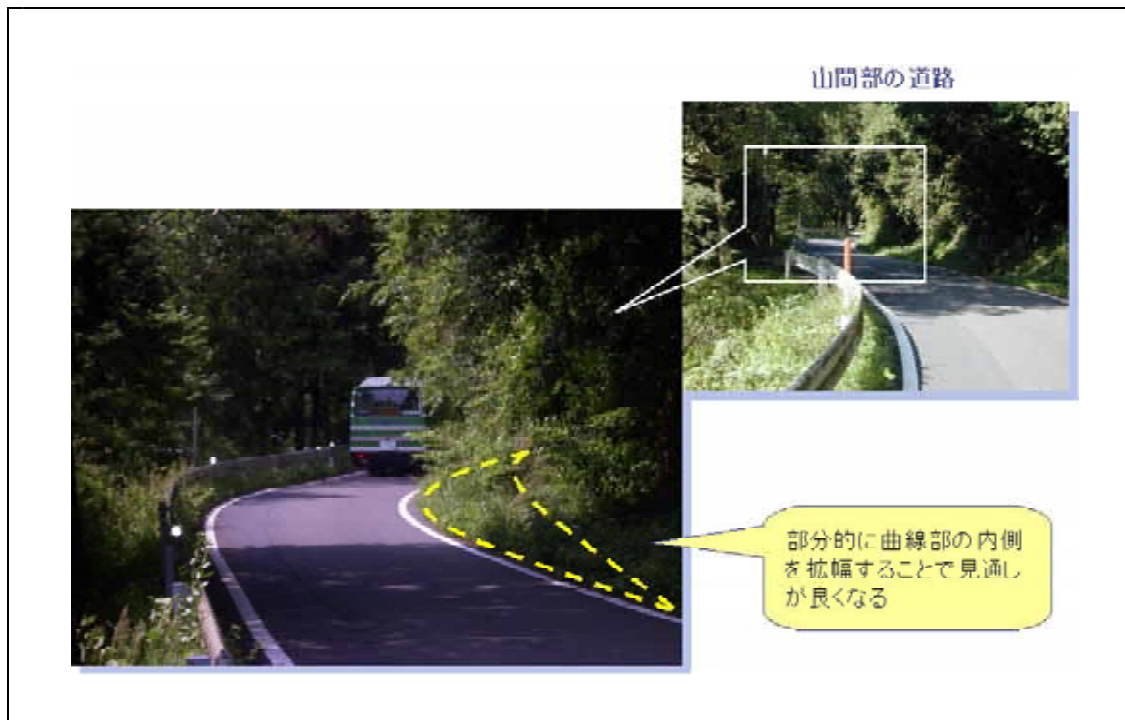 山間部の道路
部分的に曲線部の内側
を拡幅することで見通し
が良くなる